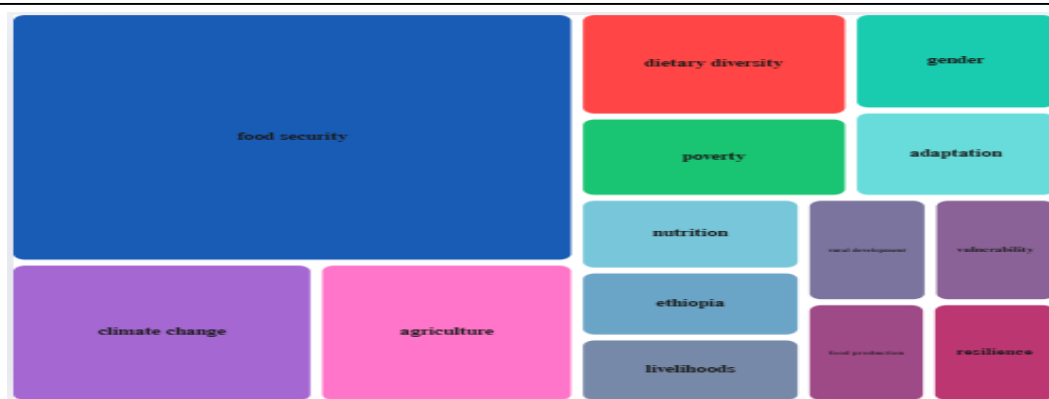 food security
climate change
agriculture
dietary diversity
gender
poverty
adaptation
nutrition
ethiopia
livelihoods
rural development
vulnerability
food production
resilience